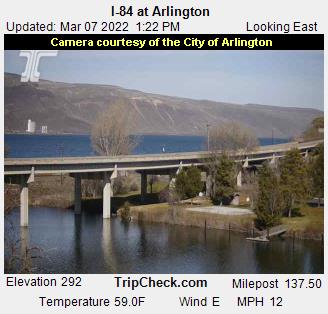 I-84 at Arlington
Updated: Mar 07 2022 1:22 PM Looking East
Camera courtesy of the City of Arlington
Elevation 292 TripCheck.com Milepost 137.50
Temperature 59.0F Wind E MPH 12